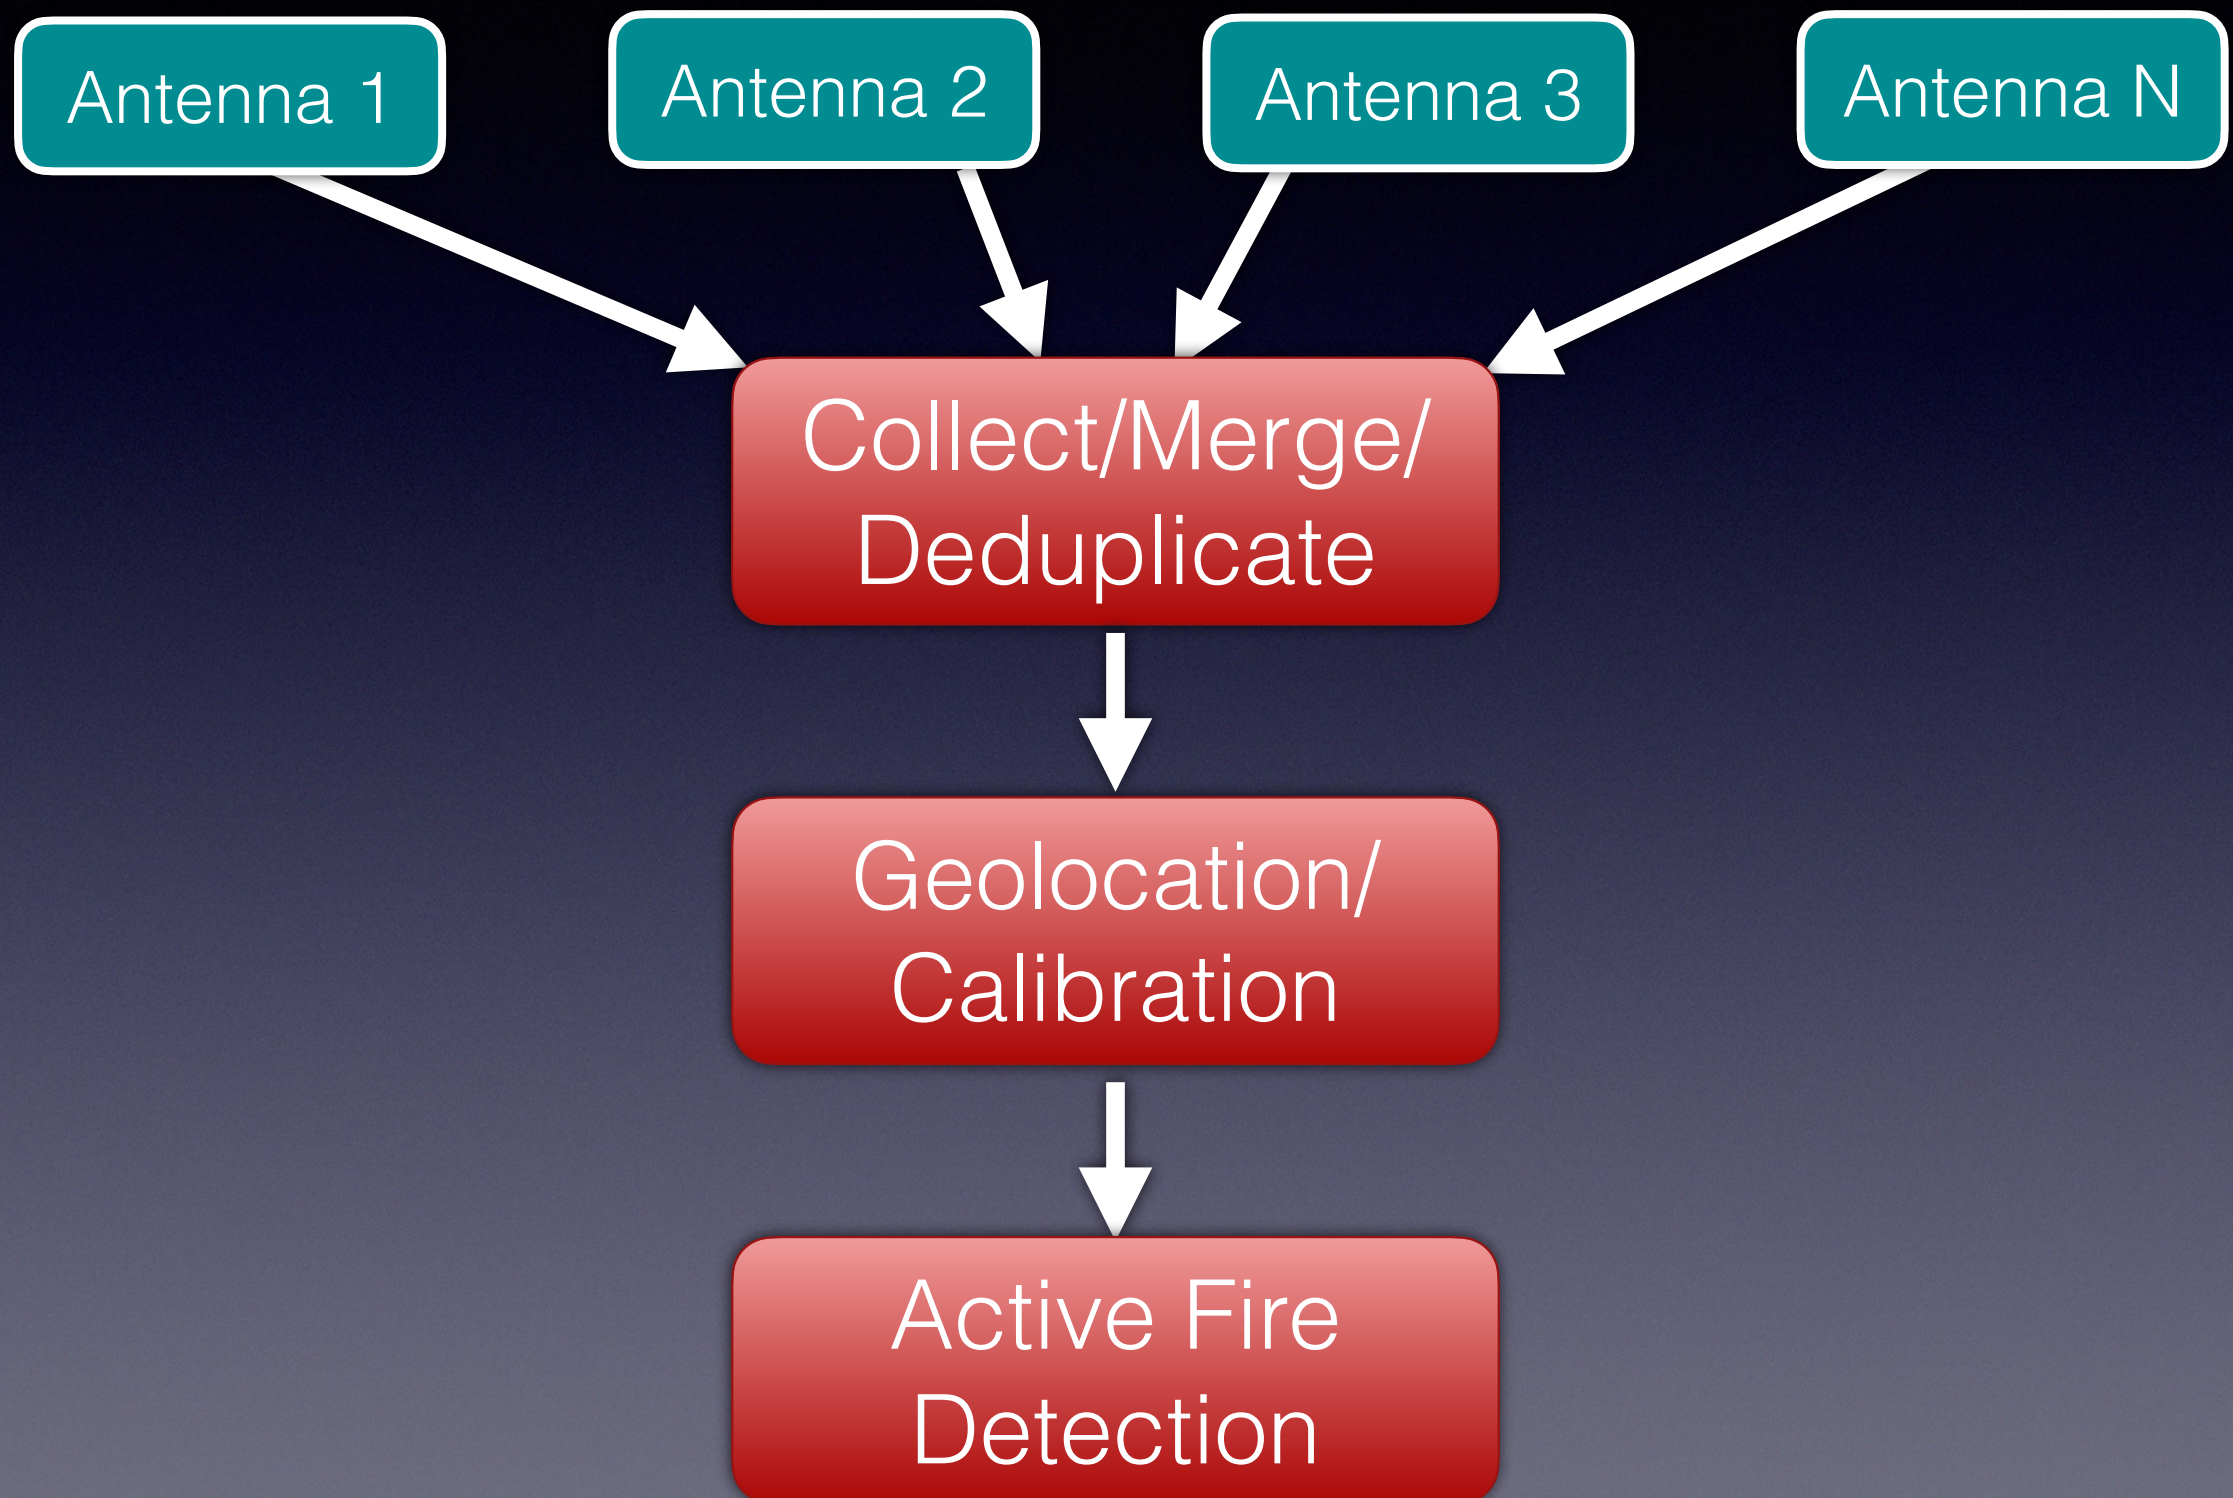 Antenna 1
Antenna 2
Antenna 3
Antenna N
Collect/Merge/
Deduplicate
Geolocation/
Calibration
Active Fire
Detection